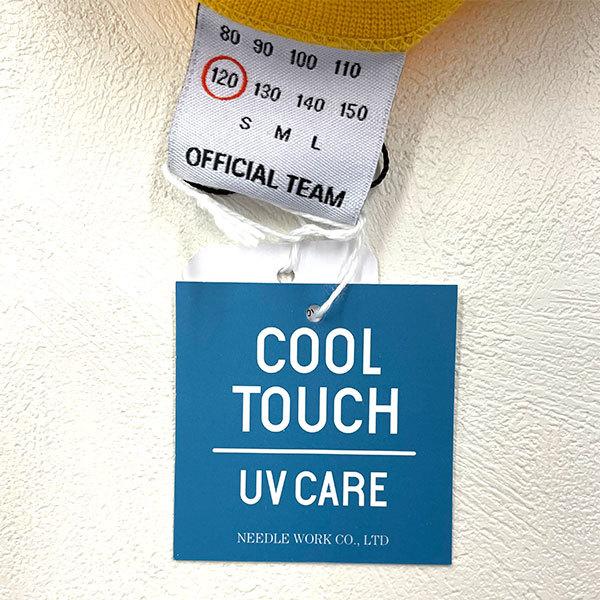 80 90 100 110
120 130 140 150
S M L
OFFICIAL TEAM
COOL
TOUCH
UV CARE
NEEDLE WORK CO., LTD